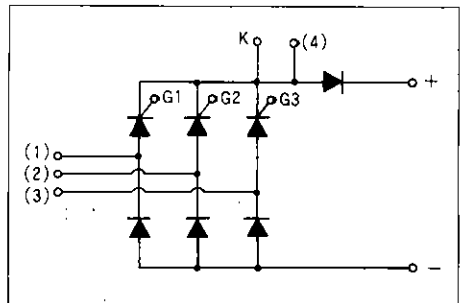 K (4)
+
G1 G2 G3
(1)
(2)
(3)
-